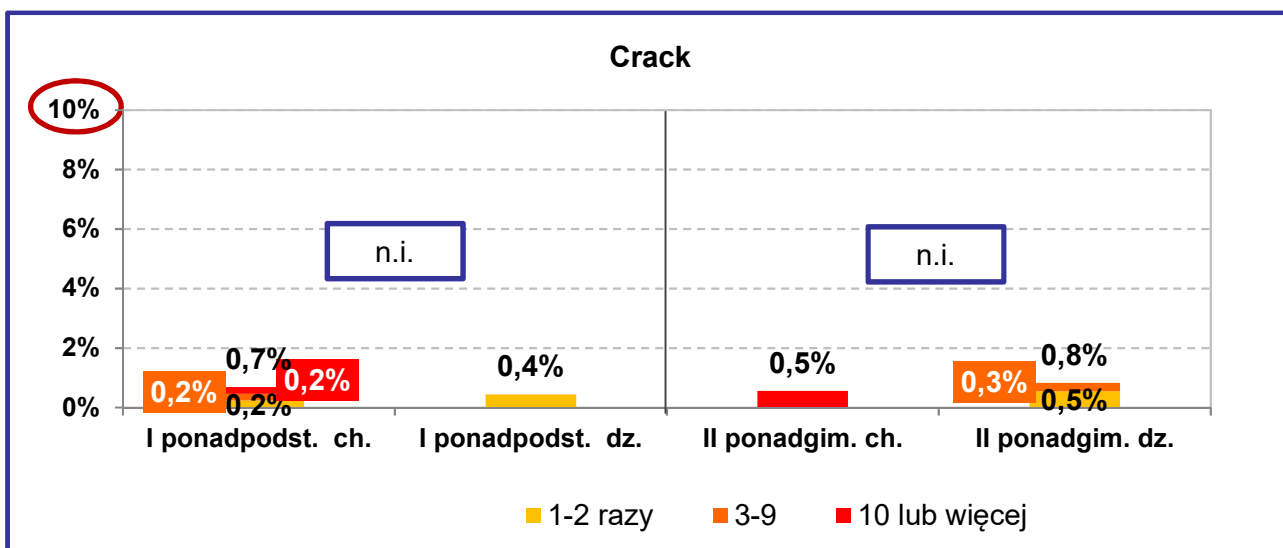 Crack
10%
8%
6%
4%
2%
0%
n.i.
n.i.
0,7%
0,2%
0,2%
0,2%
0,4%
0,5%
0,8%
0,3%
0,5%
I ponadpodst. ch.
I ponadpodst. dz.
II ponadgim. ch.
II ponadgim. dz.
1-2 razy
3-9
10 lub więcej